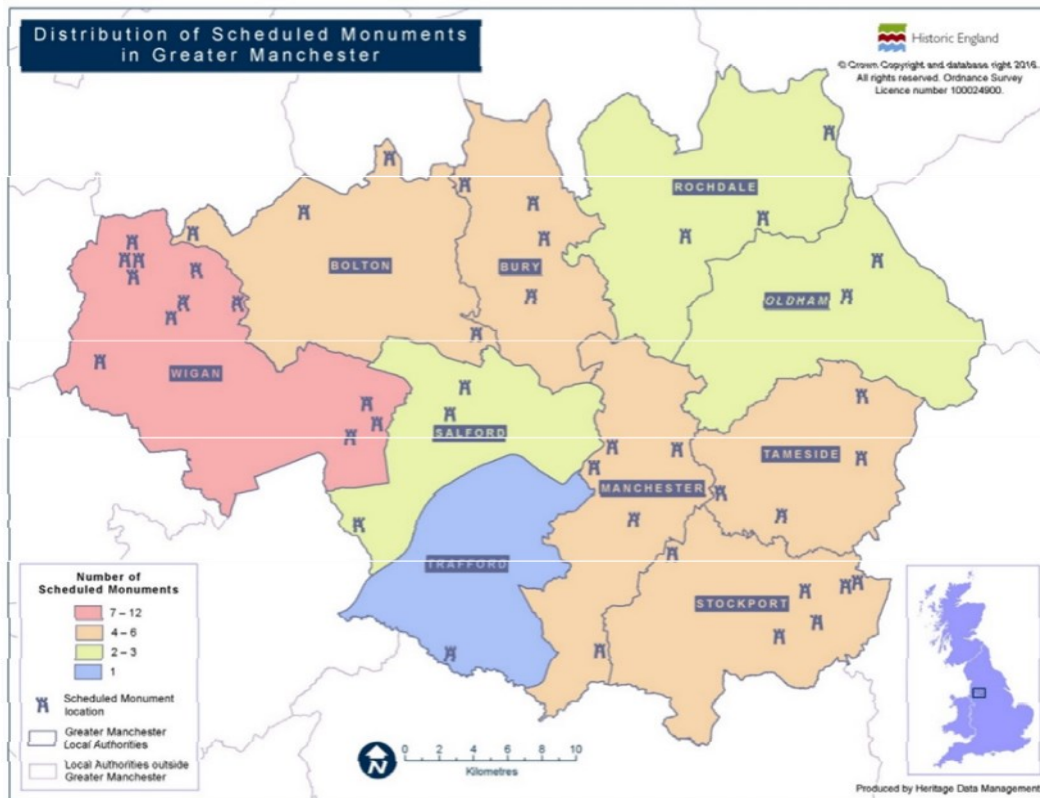 Distribution of Scheduled Monuments
in Greater Manchester
Historic England
© Crown Copyright and database right 2016.
All rights reserved. Ordnance Survey
Licence number 100024900.
ROCHDALE
BOLTON
BURY
OLDHAM
WIGAN
SALFORD
TAMESIDE
MANCHESTER
TRAFFORD
STOCKPORT
Number of
Scheduled Monuments
7 – 12
4 – 6
2 – 3
1
Scheduled Monument
location
Greater Manchester
Local Authorities
Local Authorities outside
Greater Manchester
N
0 2 4 6 8 10
Kilometres
Produced by Heritage Data Management